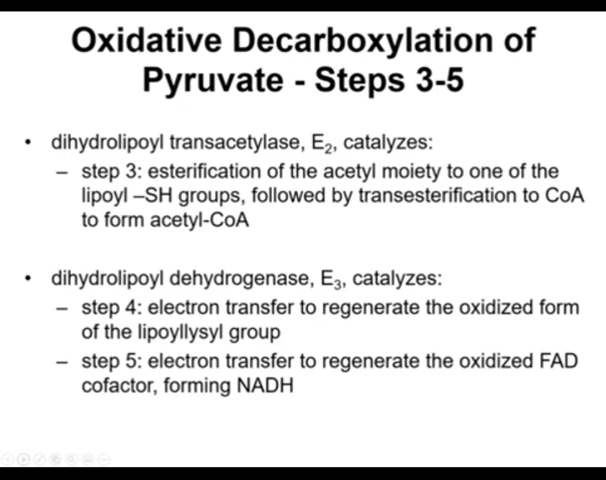 Oxidative Decarboxylation of
Pyruvate - Steps 3-5
• dihydrolipoyl transacetylase, E₂, catalyzes:
– step 3: esterification of the acetyl moiety to one of the
lipoyl –SH groups, followed by transesterification to CoA
to form acetyl-CoA
• dihydrolipoyl dehydrogenase, E₃, catalyzes:
– step 4: electron transfer to regenerate the oxidized form
of the lipoyllysyl group
– step 5: electron transfer to regenerate the oxidized FAD
cofactor, forming NADH